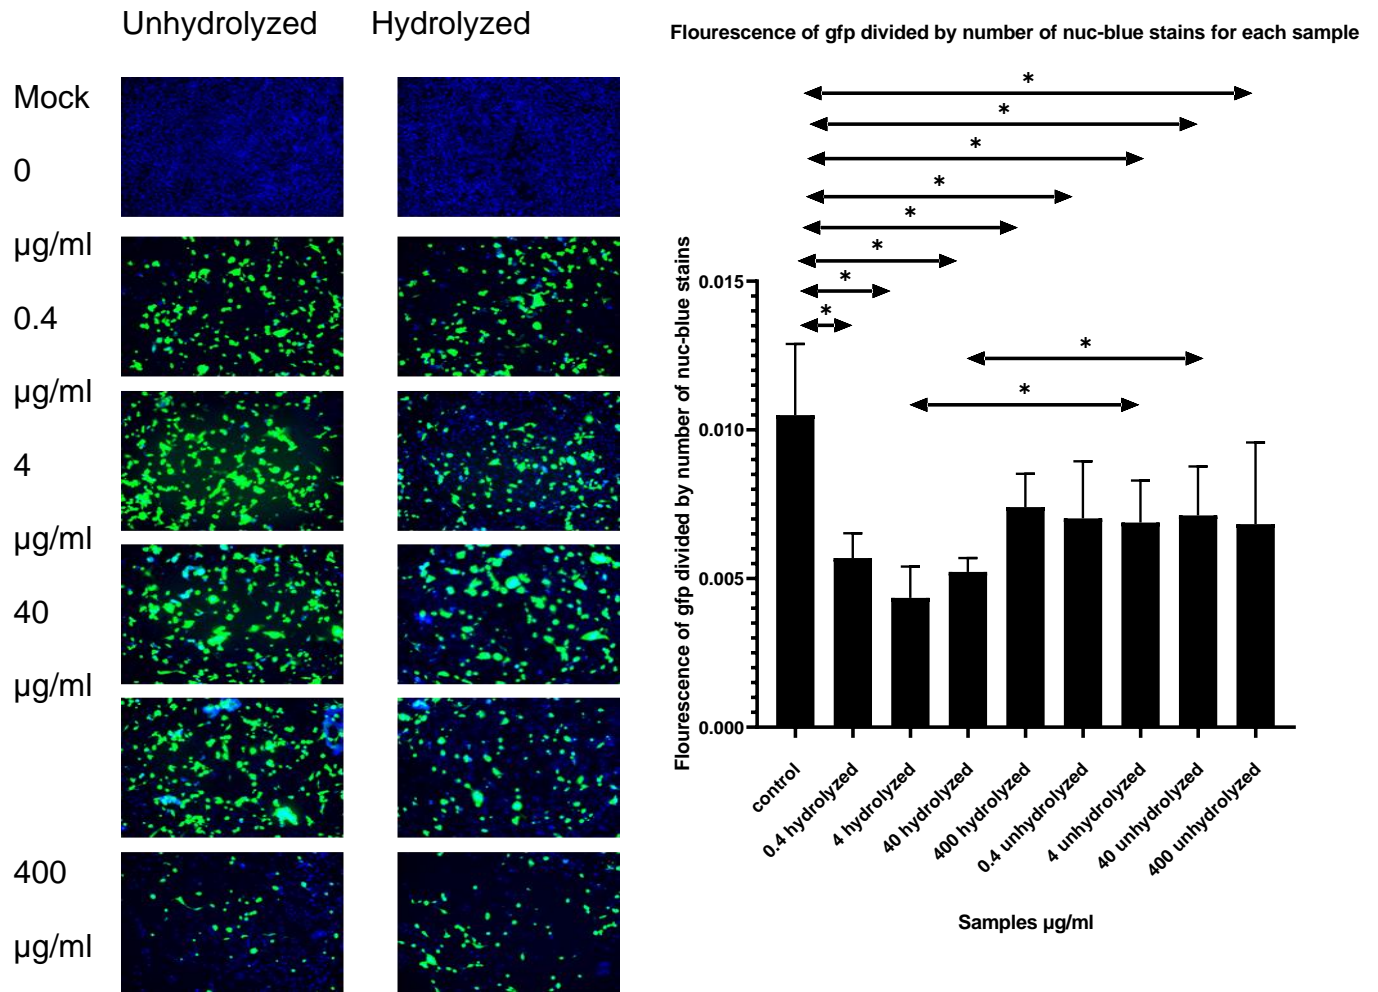 Unhydrolyzed Hydrolyzed
Mock
0
µg/ml
0.4
µg/ml
4
µg/ml
40
µg/ml
400
µg/ml
Flourescence of gfp divided by number of nuc-blue stains for each sample
*
*
*
*
*
*
*
*
*
*
Flourescence of gfp divided by number of nuc-blue stains
0.015
0.010
0.005
0.000
control
0.4 hydrolyzed
4 hydrolyzed
40 hydrolyzed
400 hydrolyzed
0.4 unhydrolyzed
4 unhydrolyzed
40 unhydrolyzed
400 unhydrolyzed
Samples µg/ml